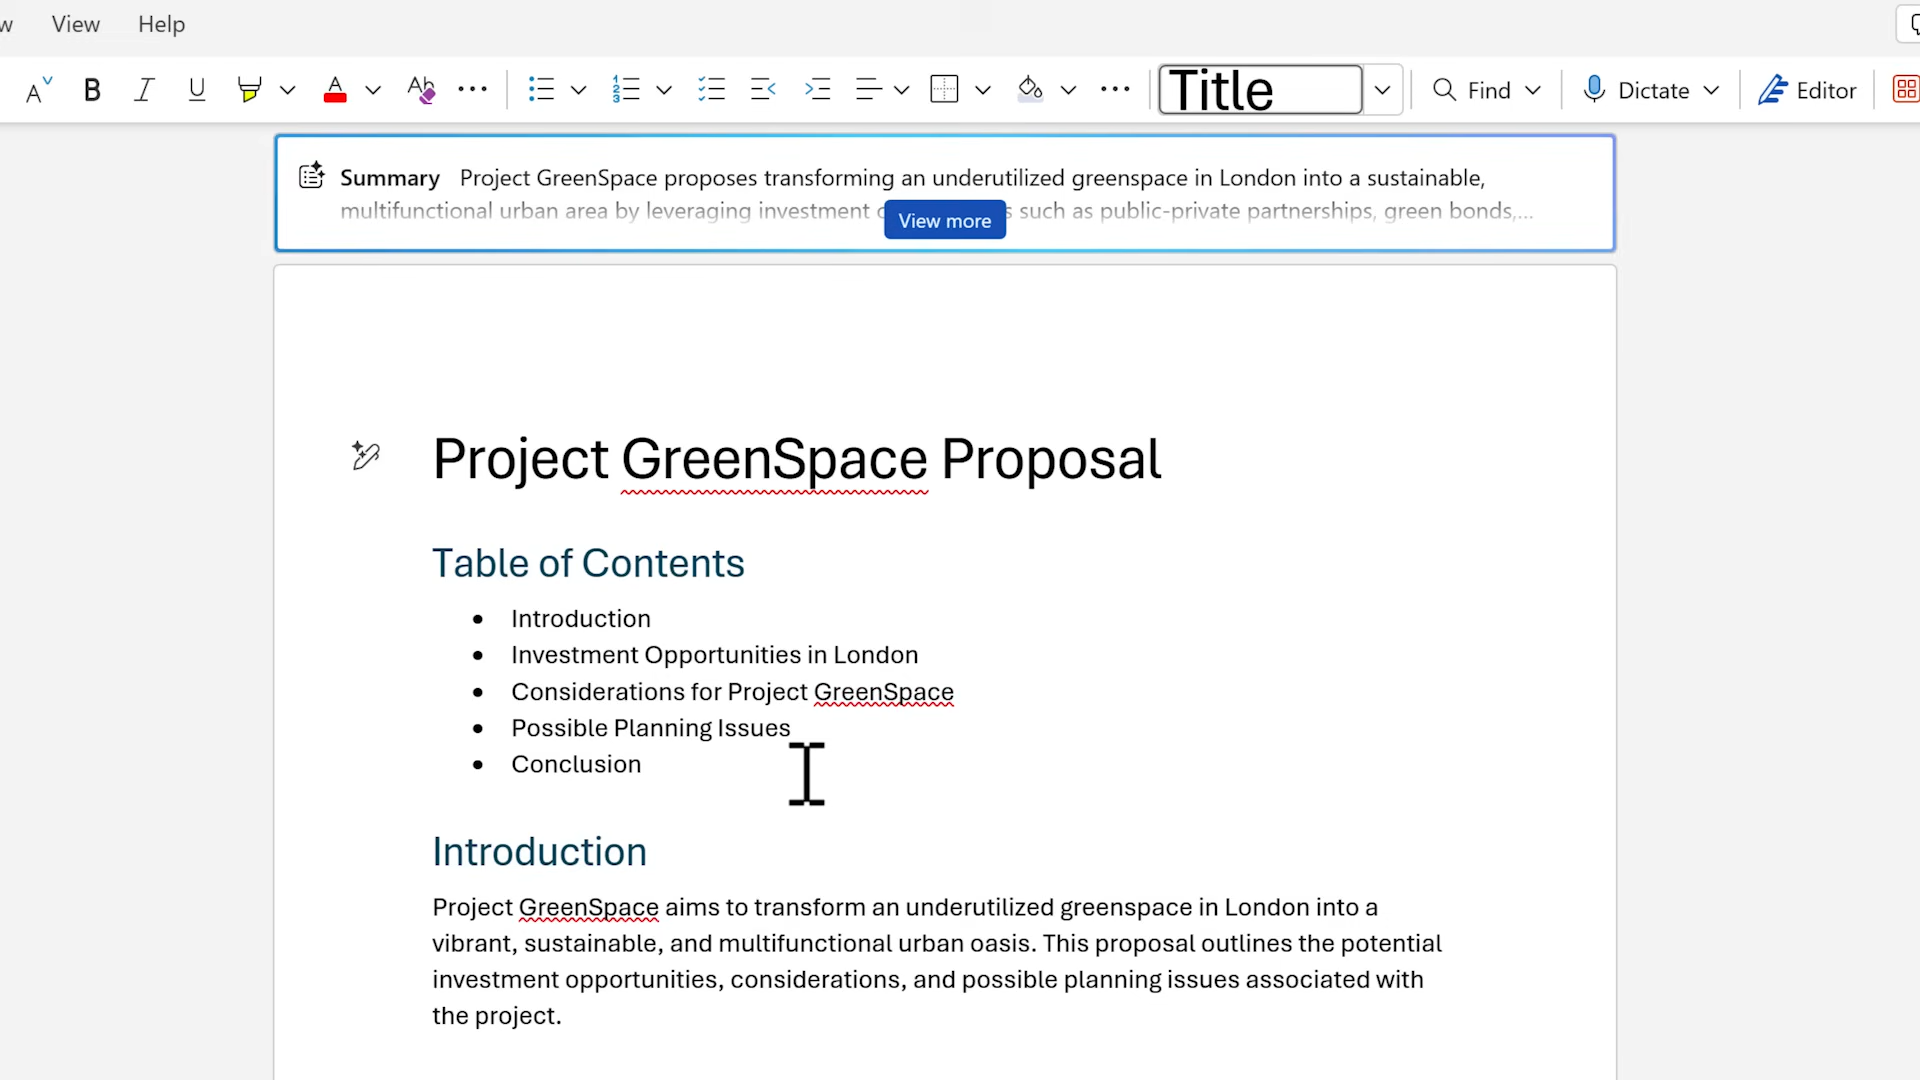 View Help
A B I U A Ab Title Find Dictate Editor
Summary Project GreenSpace proposes transforming an underutilized greenspace in London into a sustainable,
multifunctional urban area by leveraging investment such as public-private partnerships, green bonds,...
View more
Project GreenSpace Proposal
Table of Contents
• Introduction
• Investment Opportunities in London
• Considerations for Project GreenSpace
• Possible Planning Issues
• Conclusion
Introduction
Project GreenSpace aims to transform an underutilized greenspace in London into a
vibrant, sustainable, and multifunctional urban oasis. This proposal outlines the potential
investment opportunities, considerations, and possible planning issues associated with
the project.